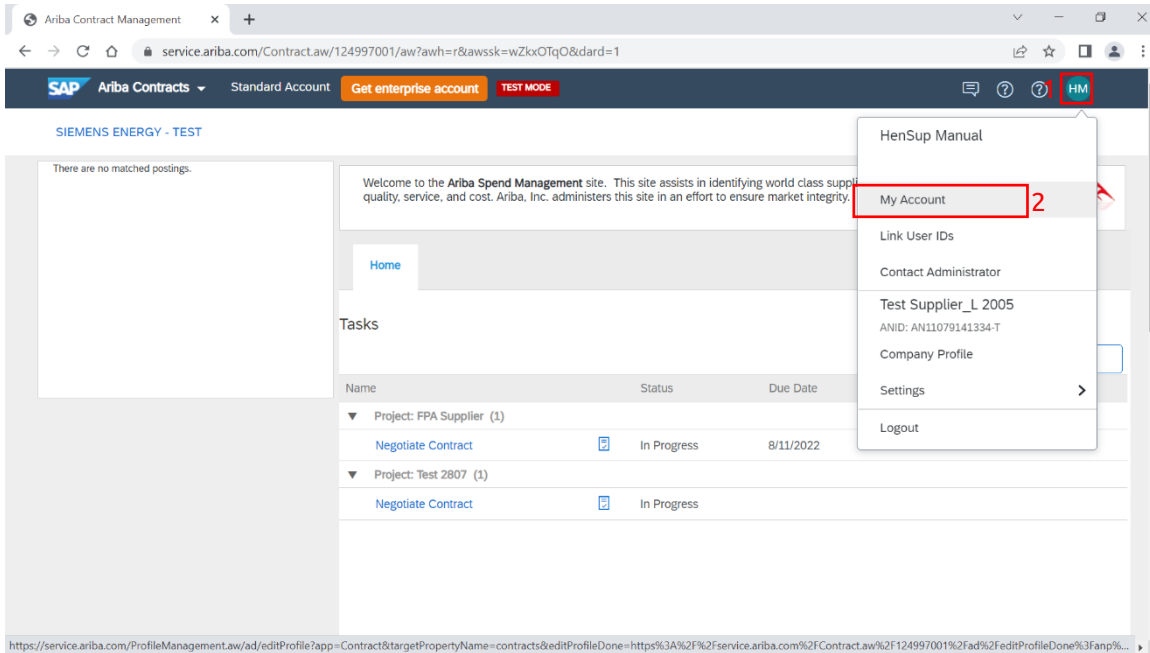 Ariba Contract Management
service.ariba.com/Contract.aw/124997001/aw?awh=r&awssk=wZkxOTqO&dard=1
SAP Ariba Contracts Standard Account Get enterprise account TEST MODE HM
SIEMENS ENERGY - TEST
HenSup Manual
There are no matched postings.
Welcome to the Ariba Spend Management site. This site assists in identifying world class suppli
quality, service, and cost. Ariba, Inc. administers this site in an effort to ensure market integrity.
My Account 2
Link User IDs
Home
Contact Administrator
Test Supplier_L 2005
Tasks
ANID: AN11079141334-T
Company Profile
Name Status Due Date
Settings
Project: FPA Supplier (1)
Logout
Negotiate Contract In Progress 8/11/2022
Project: Test 2807 (1)
Negotiate Contract In Progress
https://service.ariba.com/ProfileManagement.aw/ad/editProfile?app=Contract&targetPropertyName=contracts&editProfileDone=https%3A%2F%2Fservice.ariba.com%2FContract.aw%2F124997001%2Fad%2FeditProfileDone%3Fanp%...